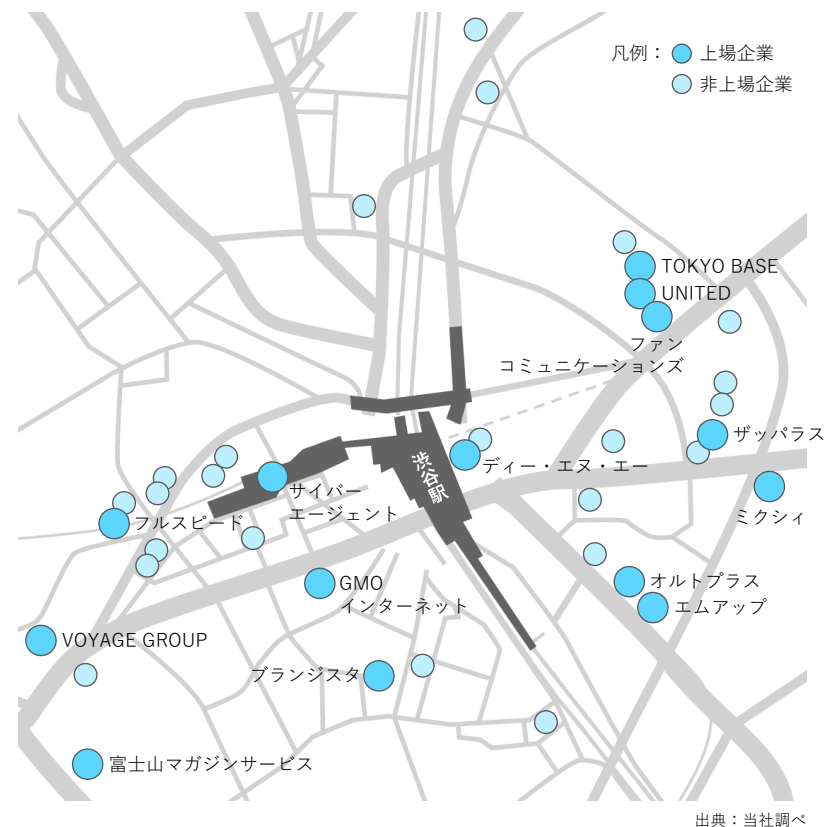 凡例：
上場企業
非上場企業
TOKYO BASE
UNITED
ファン
コミュニケーションズ
ザッパラス
渋谷駅
ディー・エヌ・エー
サイバー
エージェント
ミクシィ
フルスピード
GMO
インターネット
オルトプラス
エムアップ
VOYAGE GROUP
ブランジスタ
富士山マガジンサービス
出典：当社調べ